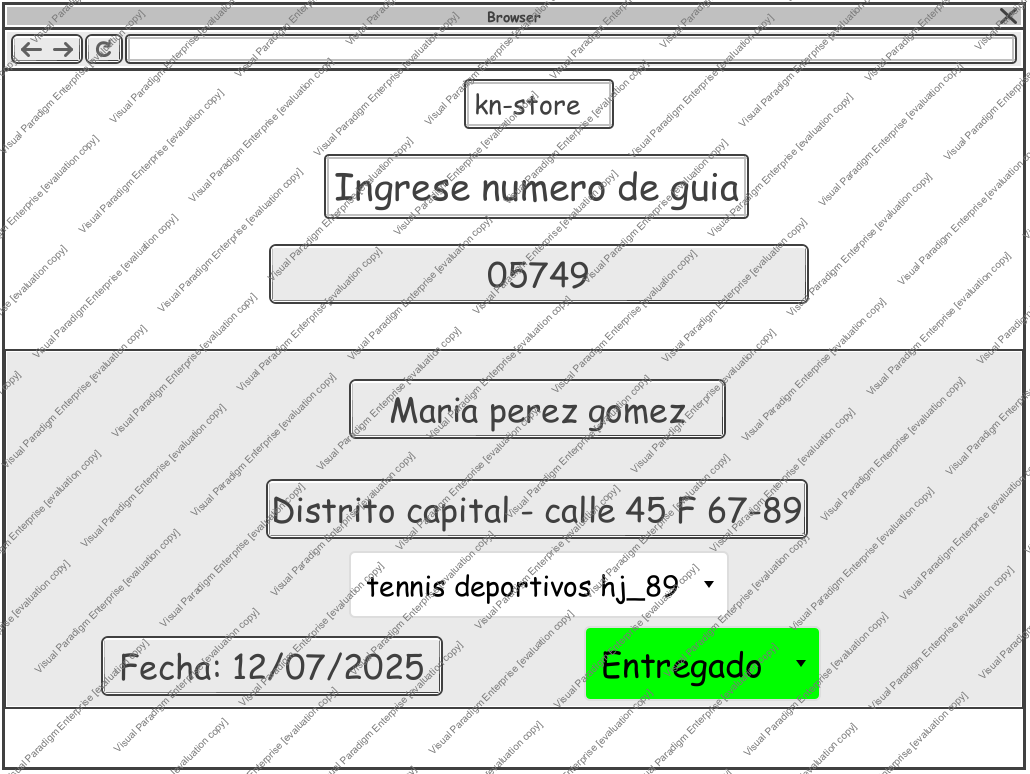 Browser
kn-store
Ingrese numero de guia
05749
Maria perez gomez
Distrito capital - calle 45 F 67-89
tennis deportivos hj_89
Fecha: 12/07/2025
Entregado
Visual Paradigm Enterprise [evaluation copy]